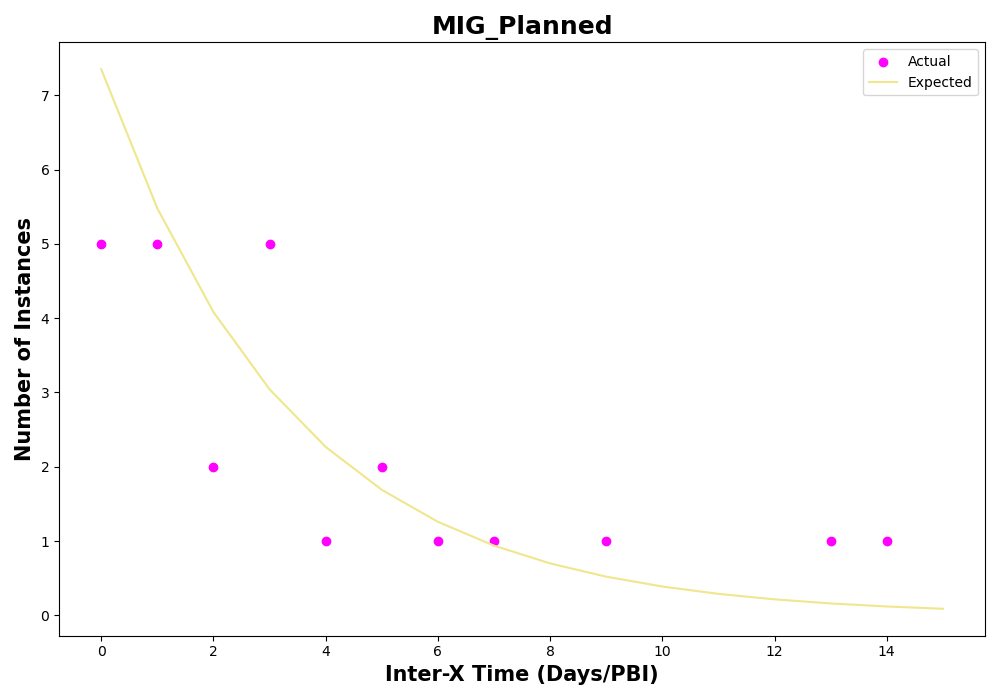 MIG_Planned
Actual
Expected
Number of Instances
7
6
5
4
3
2
1
0
0 2 4 6 8 10 12 14
Inter-X Time (Days/PBI)